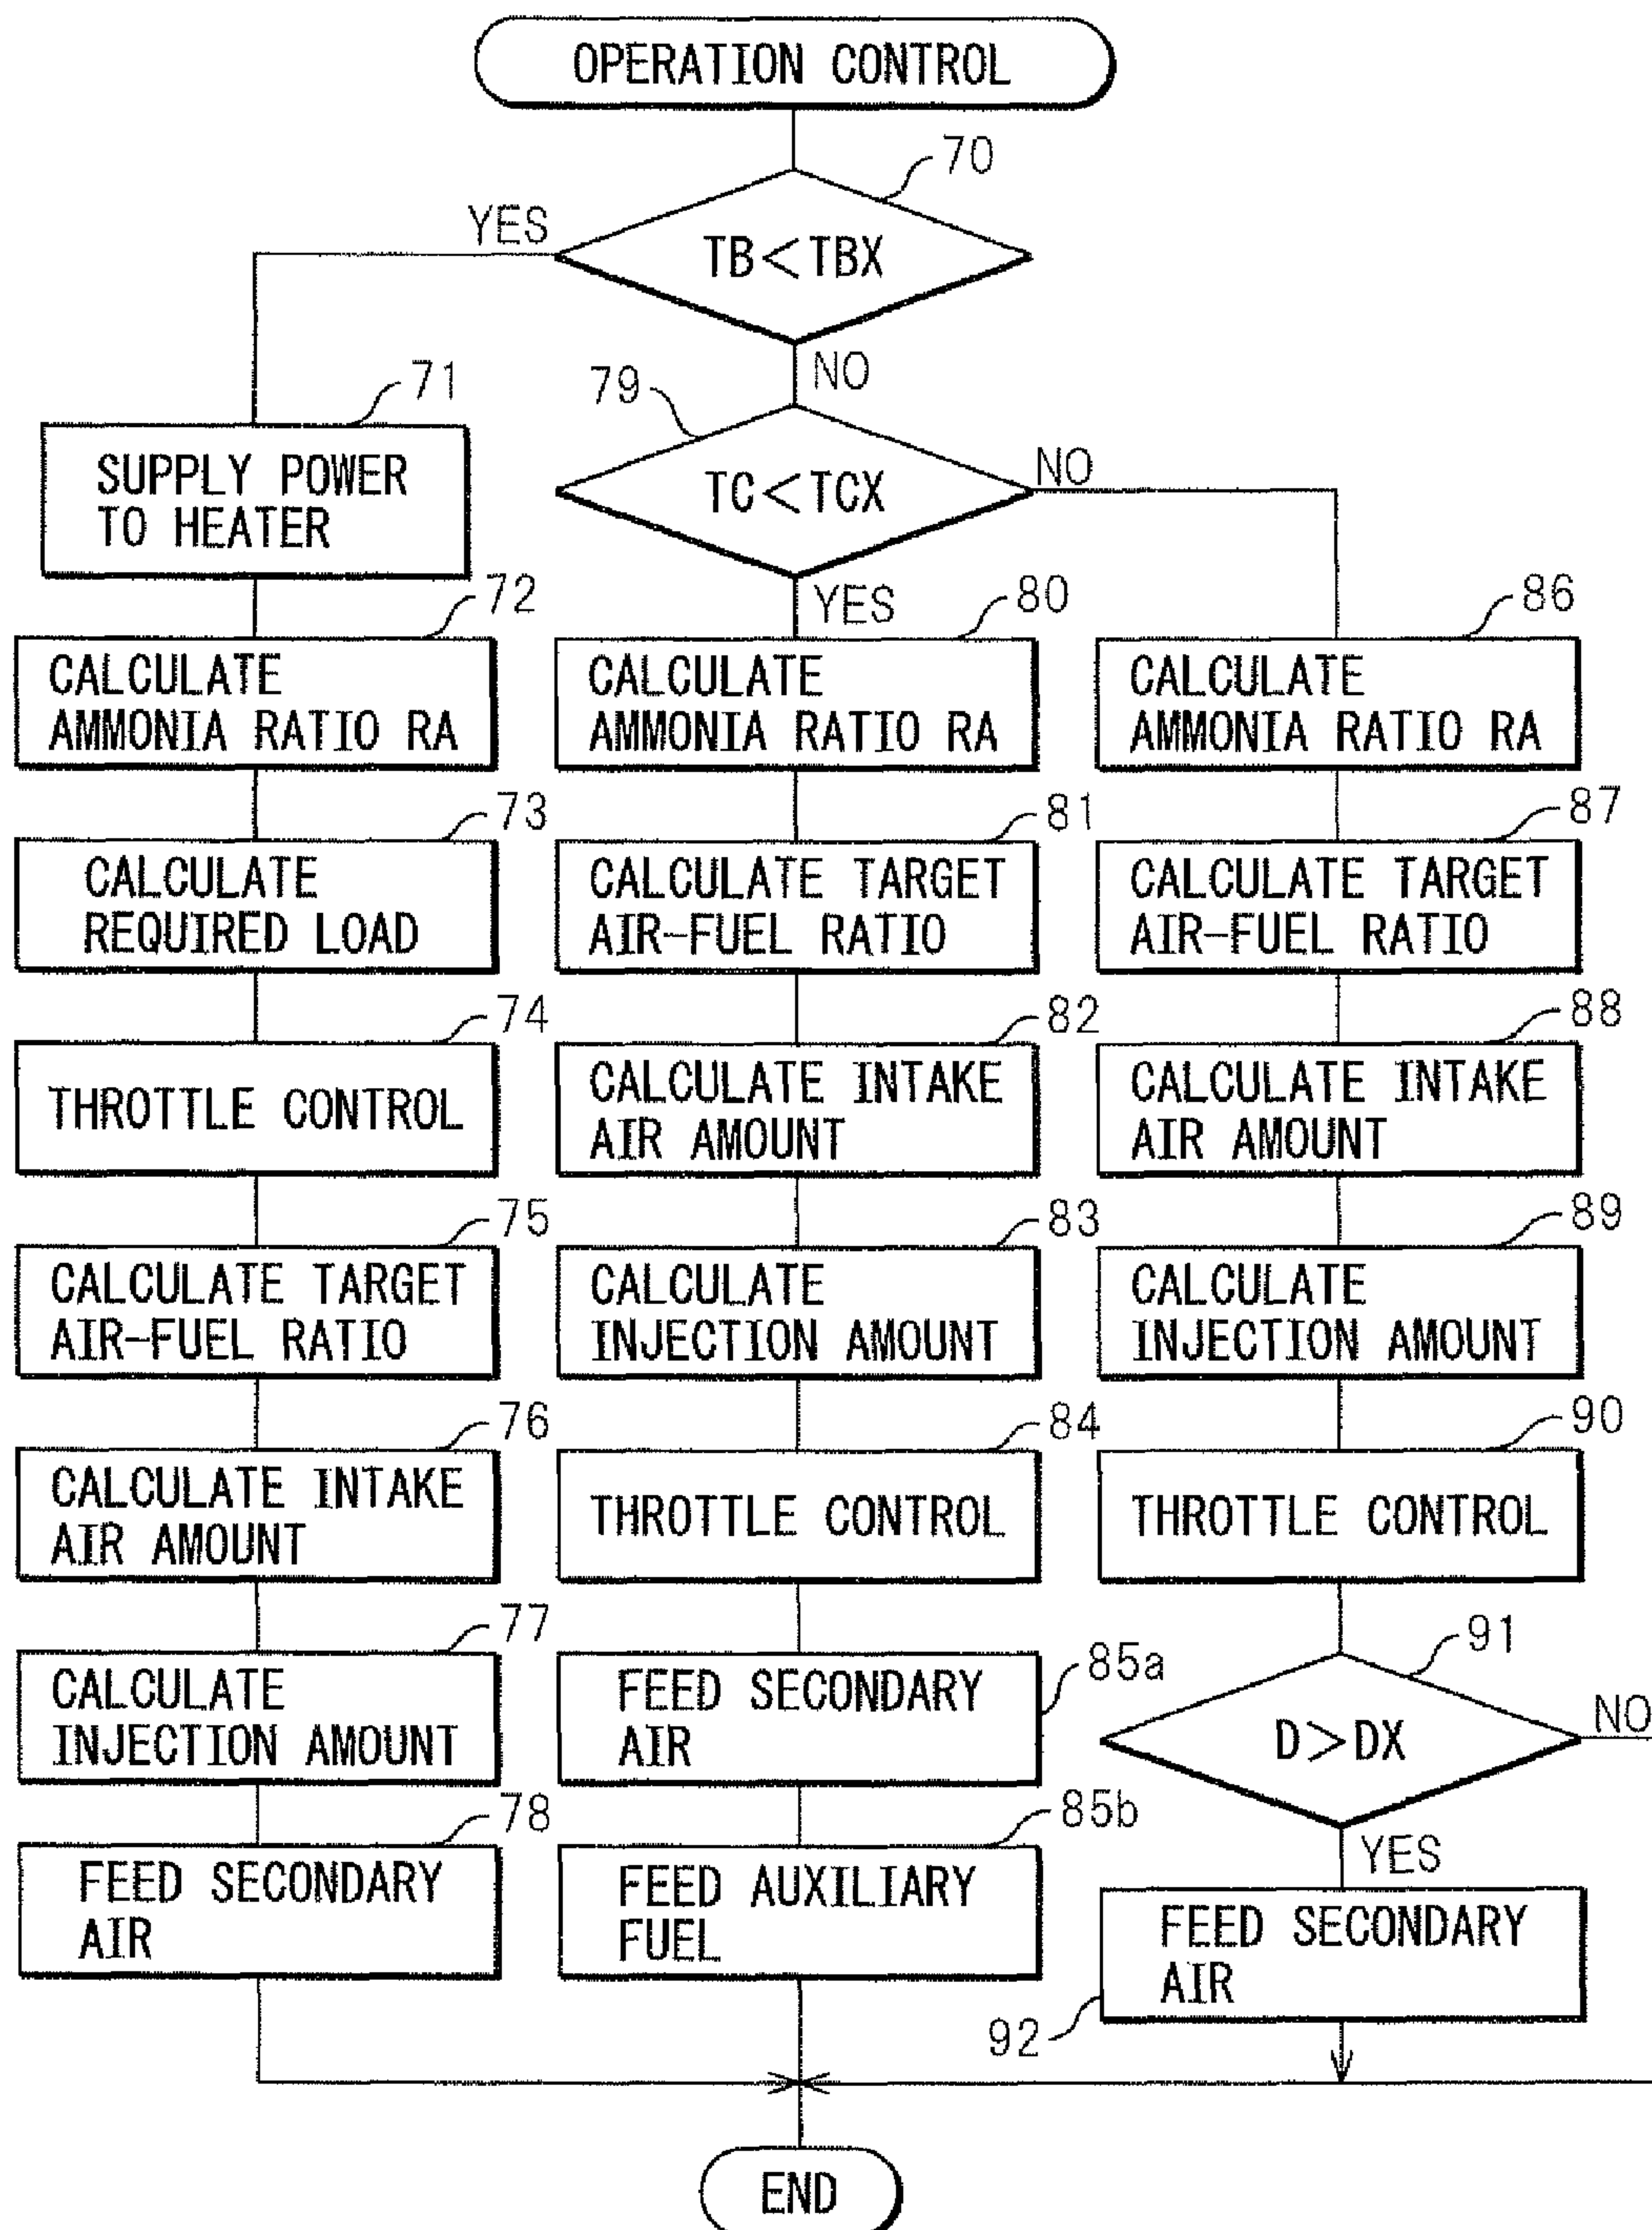 OPERATION CONTROL
70
YES
TB<TBX
NO
71
SUPPLY POWER
TO HEATER
72
CALCULATE
AMMONIA RATIO RA
73
CALCULATE
REQUIRED LOAD
74
THROTTLE CONTROL
75
CALCULATE TARGET
AIR-FUEL RATIO
76
CALCULATE INTAKE
AIR AMOUNT
77
CALCULATE
INJECTION AMOUNT
78
FEED SECONDARY
AIR
79
TC<TCX
NO
YES
80
CALCULATE
AMMONIA RATIO RA
81
CALCULATE TARGET
AIR-FUEL RATIO
82
CALCULATE INTAKE
AIR AMOUNT
83
CALCULATE
INJECTION AMOUNT
84
THROTTLE CONTROL
85a
FEED SECONDARY
AIR
85b
FEED AUXILIARY
FUEL
86
CALCULATE
AMMONIA RATIO RA
87
CALCULATE TARGET
AIR-FUEL RATIO
88
CALCULATE INTAKE
AIR AMOUNT
89
CALCULATE
INJECTION AMOUNT
90
THROTTLE CONTROL
91
D>DX
NO
YES
FEED SECONDARY
AIR
92
END